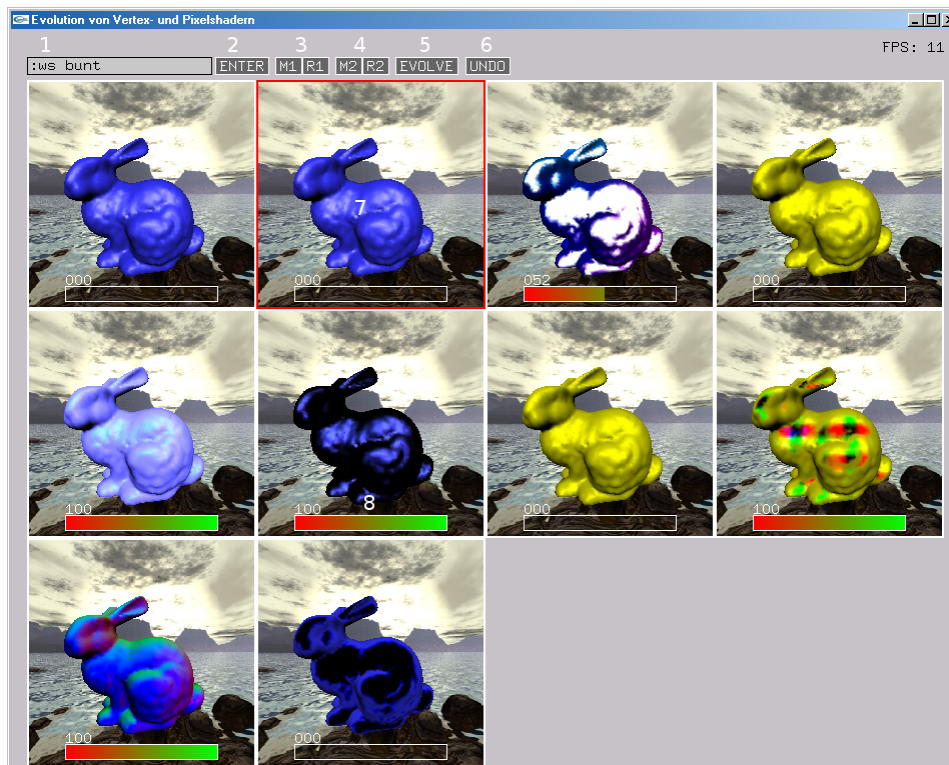 Evolution von Vertex- und Pixelshadern
1 2 3 4 5 6 FPS: 11
:ws bunt ENTER M1 R1 M2 R2 EVOLVE UNDO
7
000 000 052 000
8
100 100 000 100
100 000